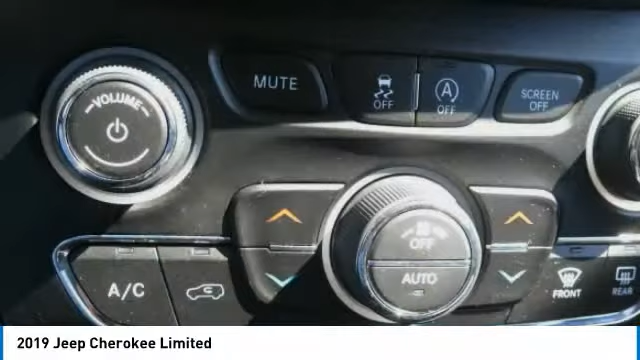 VOLUME
MUTE
OFF
A
OFF
SCREEN
OFF
OFF
AUTO
A/C
FRONT
REAR
2019 Jeep Cherokee Limited